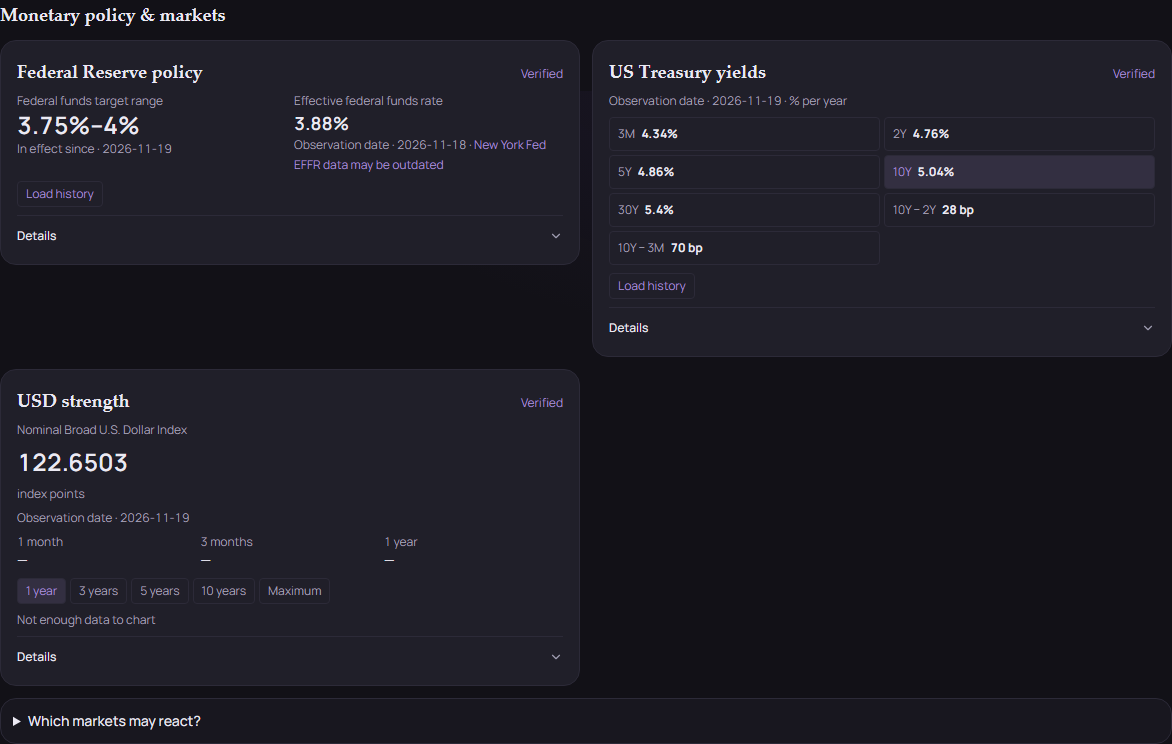 Monetary policy & markets
Federal Reserve policy
Verified
Federal funds target range
3.75%–4%
In effect since · 2026-11-19
Effective federal funds rate
3.88%
Observation date · 2026-11-18 · New York Fed
EFFR data may be outdated
Load history
Details
US Treasury yields
Verified
Observation date · 2026-11-19 · % per year
3M 4.34%
2Y 4.76%
5Y 4.86%
10Y 5.04%
30Y 5.4%
10Y − 2Y 28 bp
10Y − 3M 70 bp
Load history
Details
USD strength
Verified
Nominal Broad U.S. Dollar Index
122.6503
index points
Observation date · 2026-11-19
1 month
—
3 months
—
1 year
—
1 year
3 years
5 years
10 years
Maximum
Not enough data to chart
Details
Which markets may react?